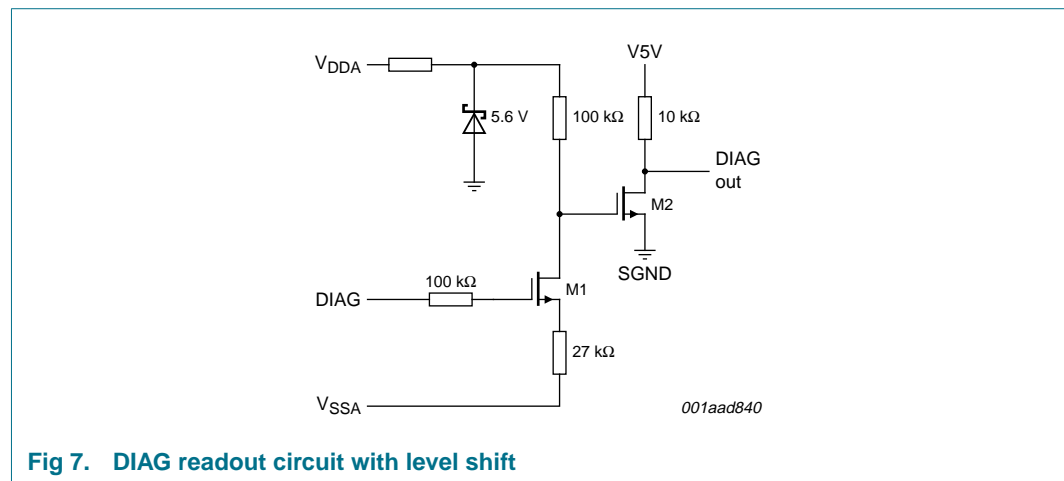 V5V
VDDA
5.6 V
100 kΩ
10 kΩ
DIAG
out
M2
SGND
100 kΩ
DIAG
M1
27 kΩ
VSSA
001aad840
Fig 7. DIAG readout circuit with level shift